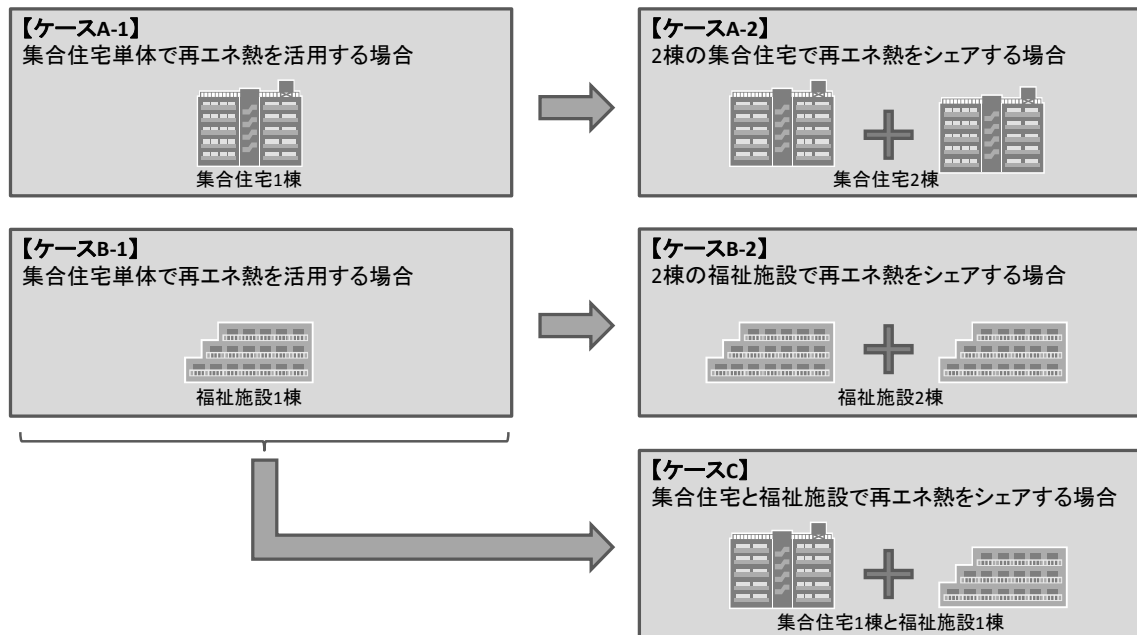 【ケースA-1】
集合住宅単体で再エネ熱を活用する場合
集合住宅1棟
【ケースA-2】
2棟の集合住宅で再エネ熱をシェアする場合
集合住宅2棟
【ケースB-1】
集合住宅単体で再エネ熱を活用する場合
福祉施設1棟
【ケースB-2】
2棟の福祉施設で再エネ熱をシェアする場合
福祉施設2棟
【ケースC】
集合住宅と福祉施設で再エネ熱をシェアする場合
集合住宅1棟と福祉施設1棟